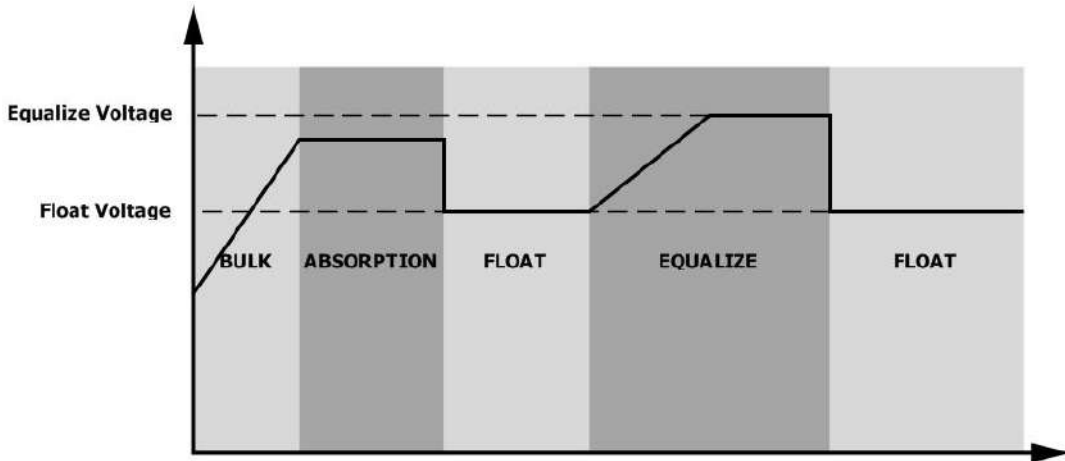 Equalize Voltage
Float Voltage
BULK
ABSORPTION
FLOAT
EQUALIZE
FLOAT